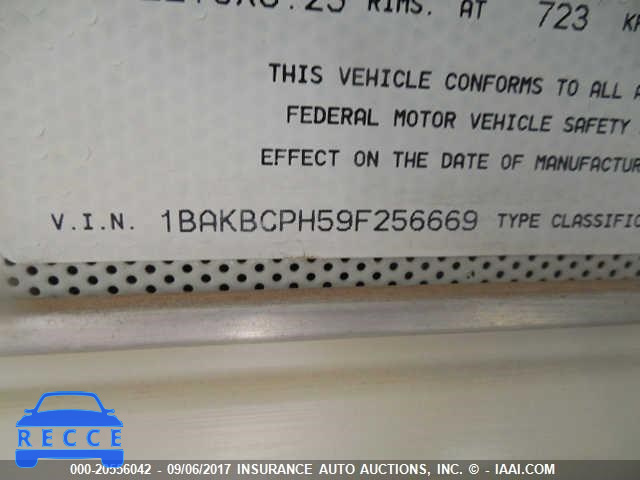 RIMS. AT 723
THIS VEHICLE CONFORMS TO ALL
FEDERAL MOTOR VEHICLE SAFETY
EFFECT ON THE DATE OF MANUFACTUR
V.I.N. 1BAKBCPH59F256669 TYPE CLASSIFIC
RECCE
000-20556042 - 09/06/2017 INSURANCE AUTO AUCTIONS, INC. - © IAAI.COM